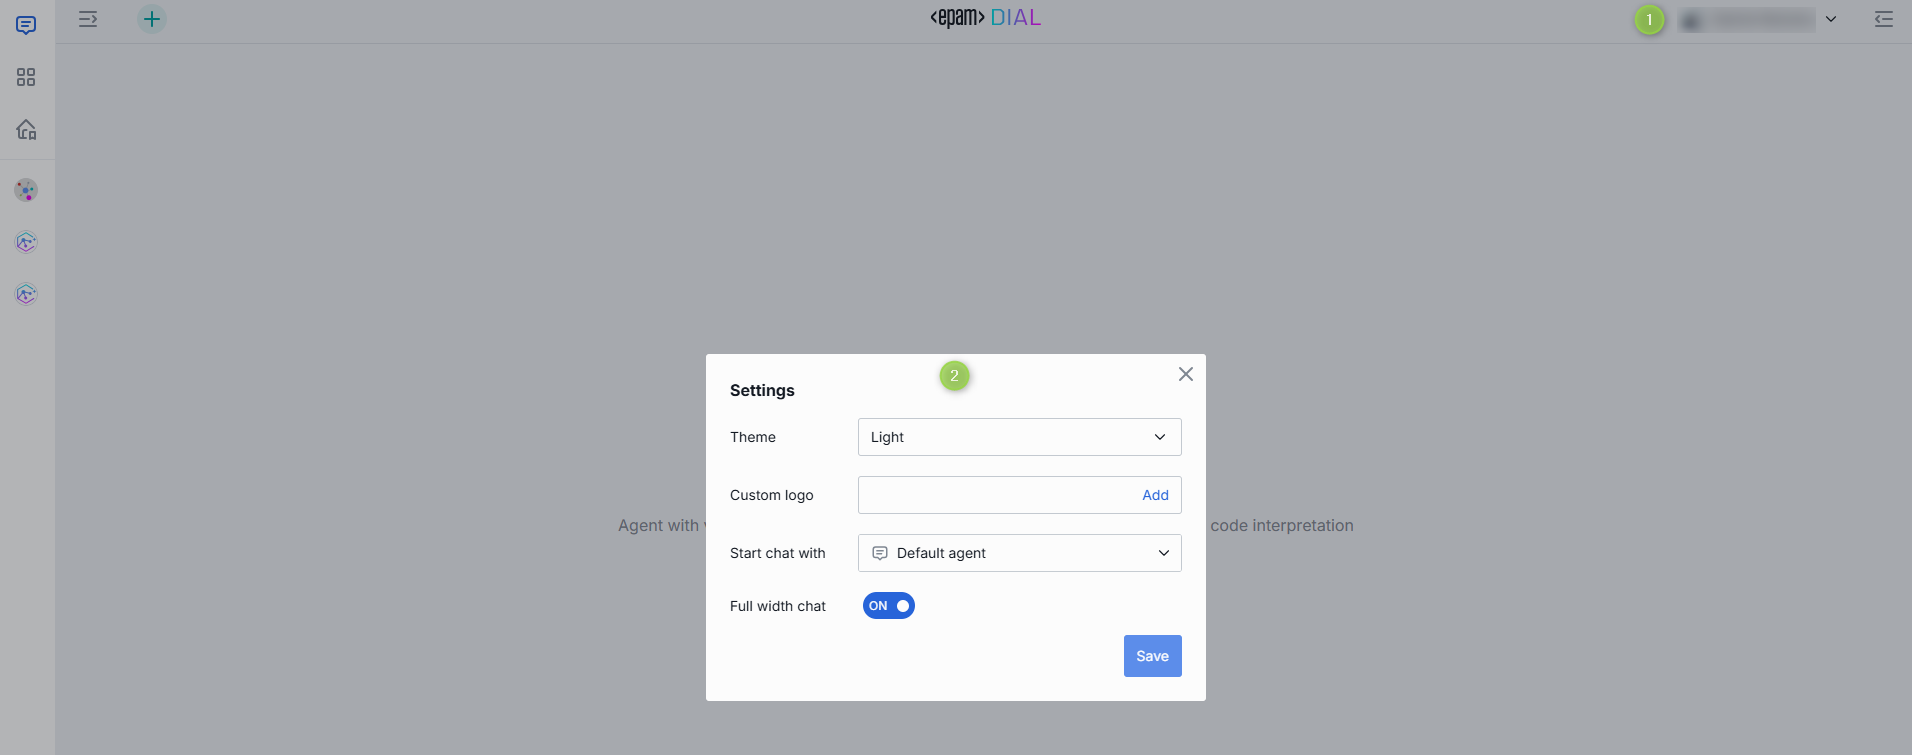 <epam> DIAL
1
2
Settings
Theme
Light
Custom logo
Add
Agent with
code interpretation
Start chat with
Default agent
Full width chat
ON
Save